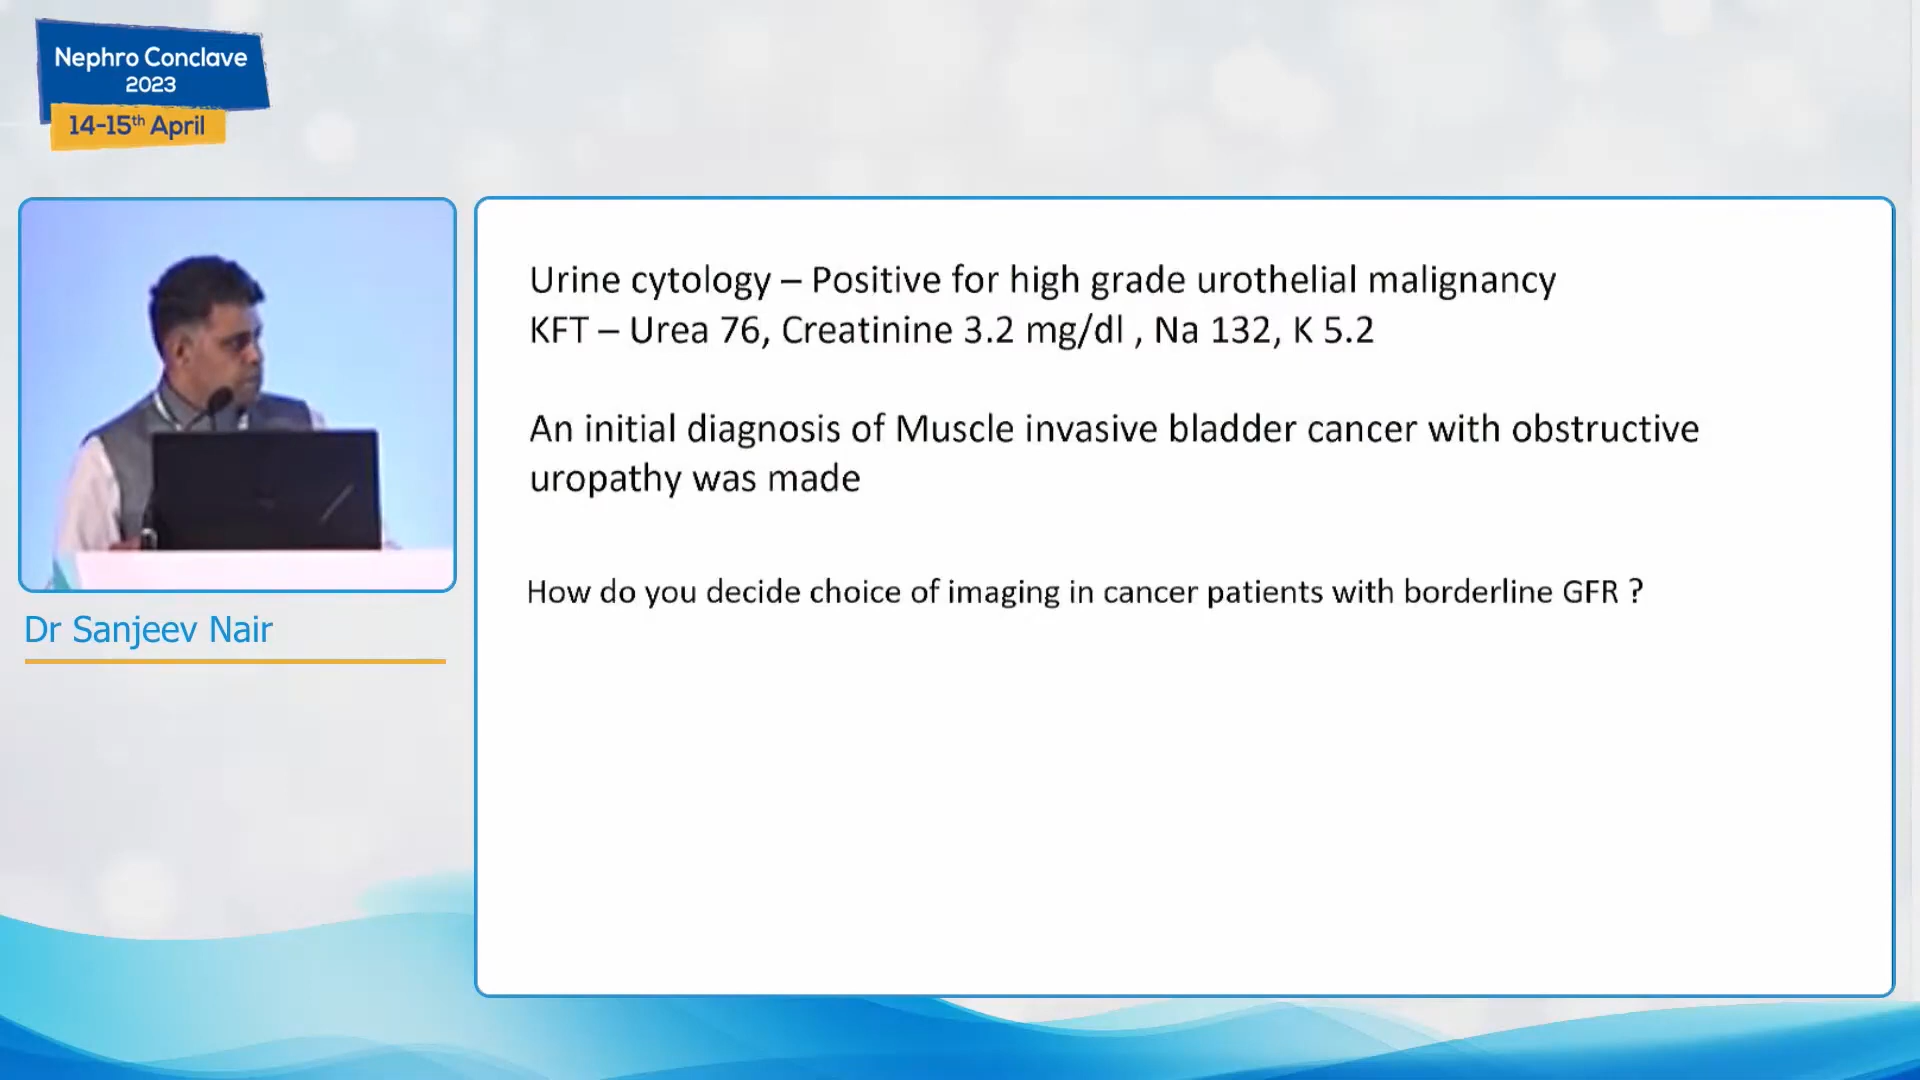 Nephro Conclave
2023
14-15th April
Dr Sanjeev Nair
Urine cytology – Positive for high grade urothelial malignancy
KFT – Urea 76, Creatinine 3.2 mg/dl , Na 132, K 5.2
An initial diagnosis of Muscle invasive bladder cancer with obstructive
uropathy was made
How do you decide choice of imaging in cancer patients with borderline GFR ?